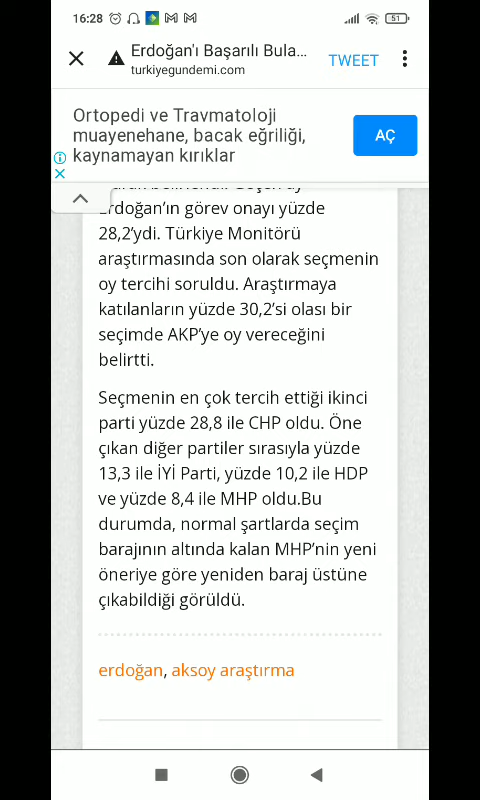 16:28
51
Erdoğan'ı Başarılı Bula...
turkiyegundemi.com
TWEET
Ortopedi ve Travmatoloji
muayenehane, bacak eğriliği,
kaynamayan kırıklar
AÇ
Erdoğan'ın görev onayı yüzde
28,2'ydi. Türkiye Monitörü
araştırmasında son olarak seçmenin
oy tercihi soruldu. Araştırmaya
katılanların yüzde 30,2'si olası bir
seçimde AKP'ye oy vereceğini
belirtti.
Seçmenin en çok tercih ettiği ikinci
parti yüzde 28,8 ile CHP oldu. Öne
çıkan diğer partiler sırasıyla yüzde
13,3 ile İYİ Parti, yüzde 10,2 ile HDP
ve yüzde 8,4 ile MHP oldu.Bu
durumda, normal şartlarda seçim
barajının altında kalan MHP'nin yeni
öneriye göre yeniden baraj üstüne
çıkabildiği görüldü.
erdoğan, aksoy araştırma